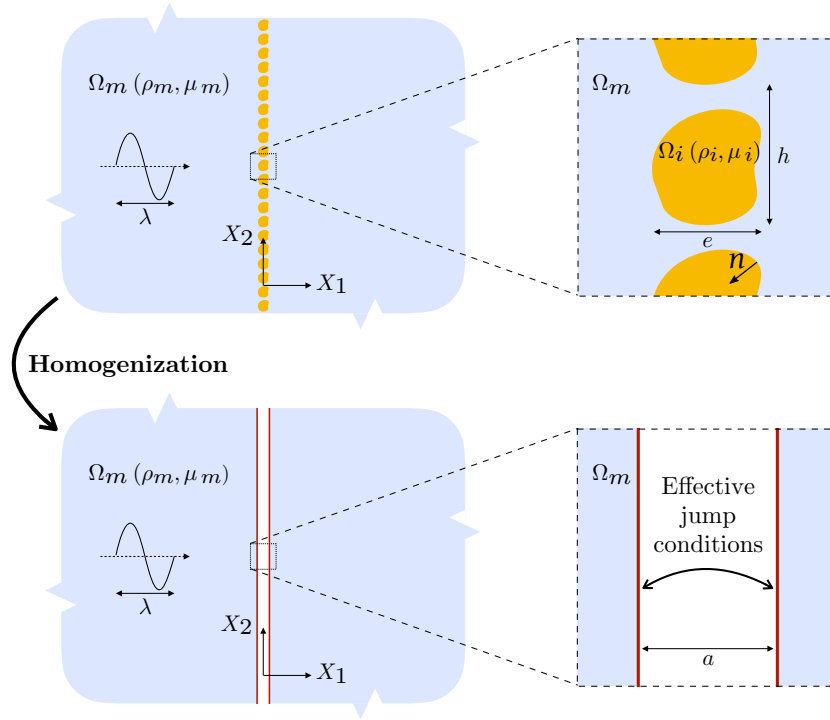 Ωm (ρm, μm)
λ
X2
X1
Ωm
Ωi (ρi, μi)
h
e
n
Homogenization
Ωm (ρm, μm)
λ
X2
X1
Ωm
Effective
jump
conditions
a